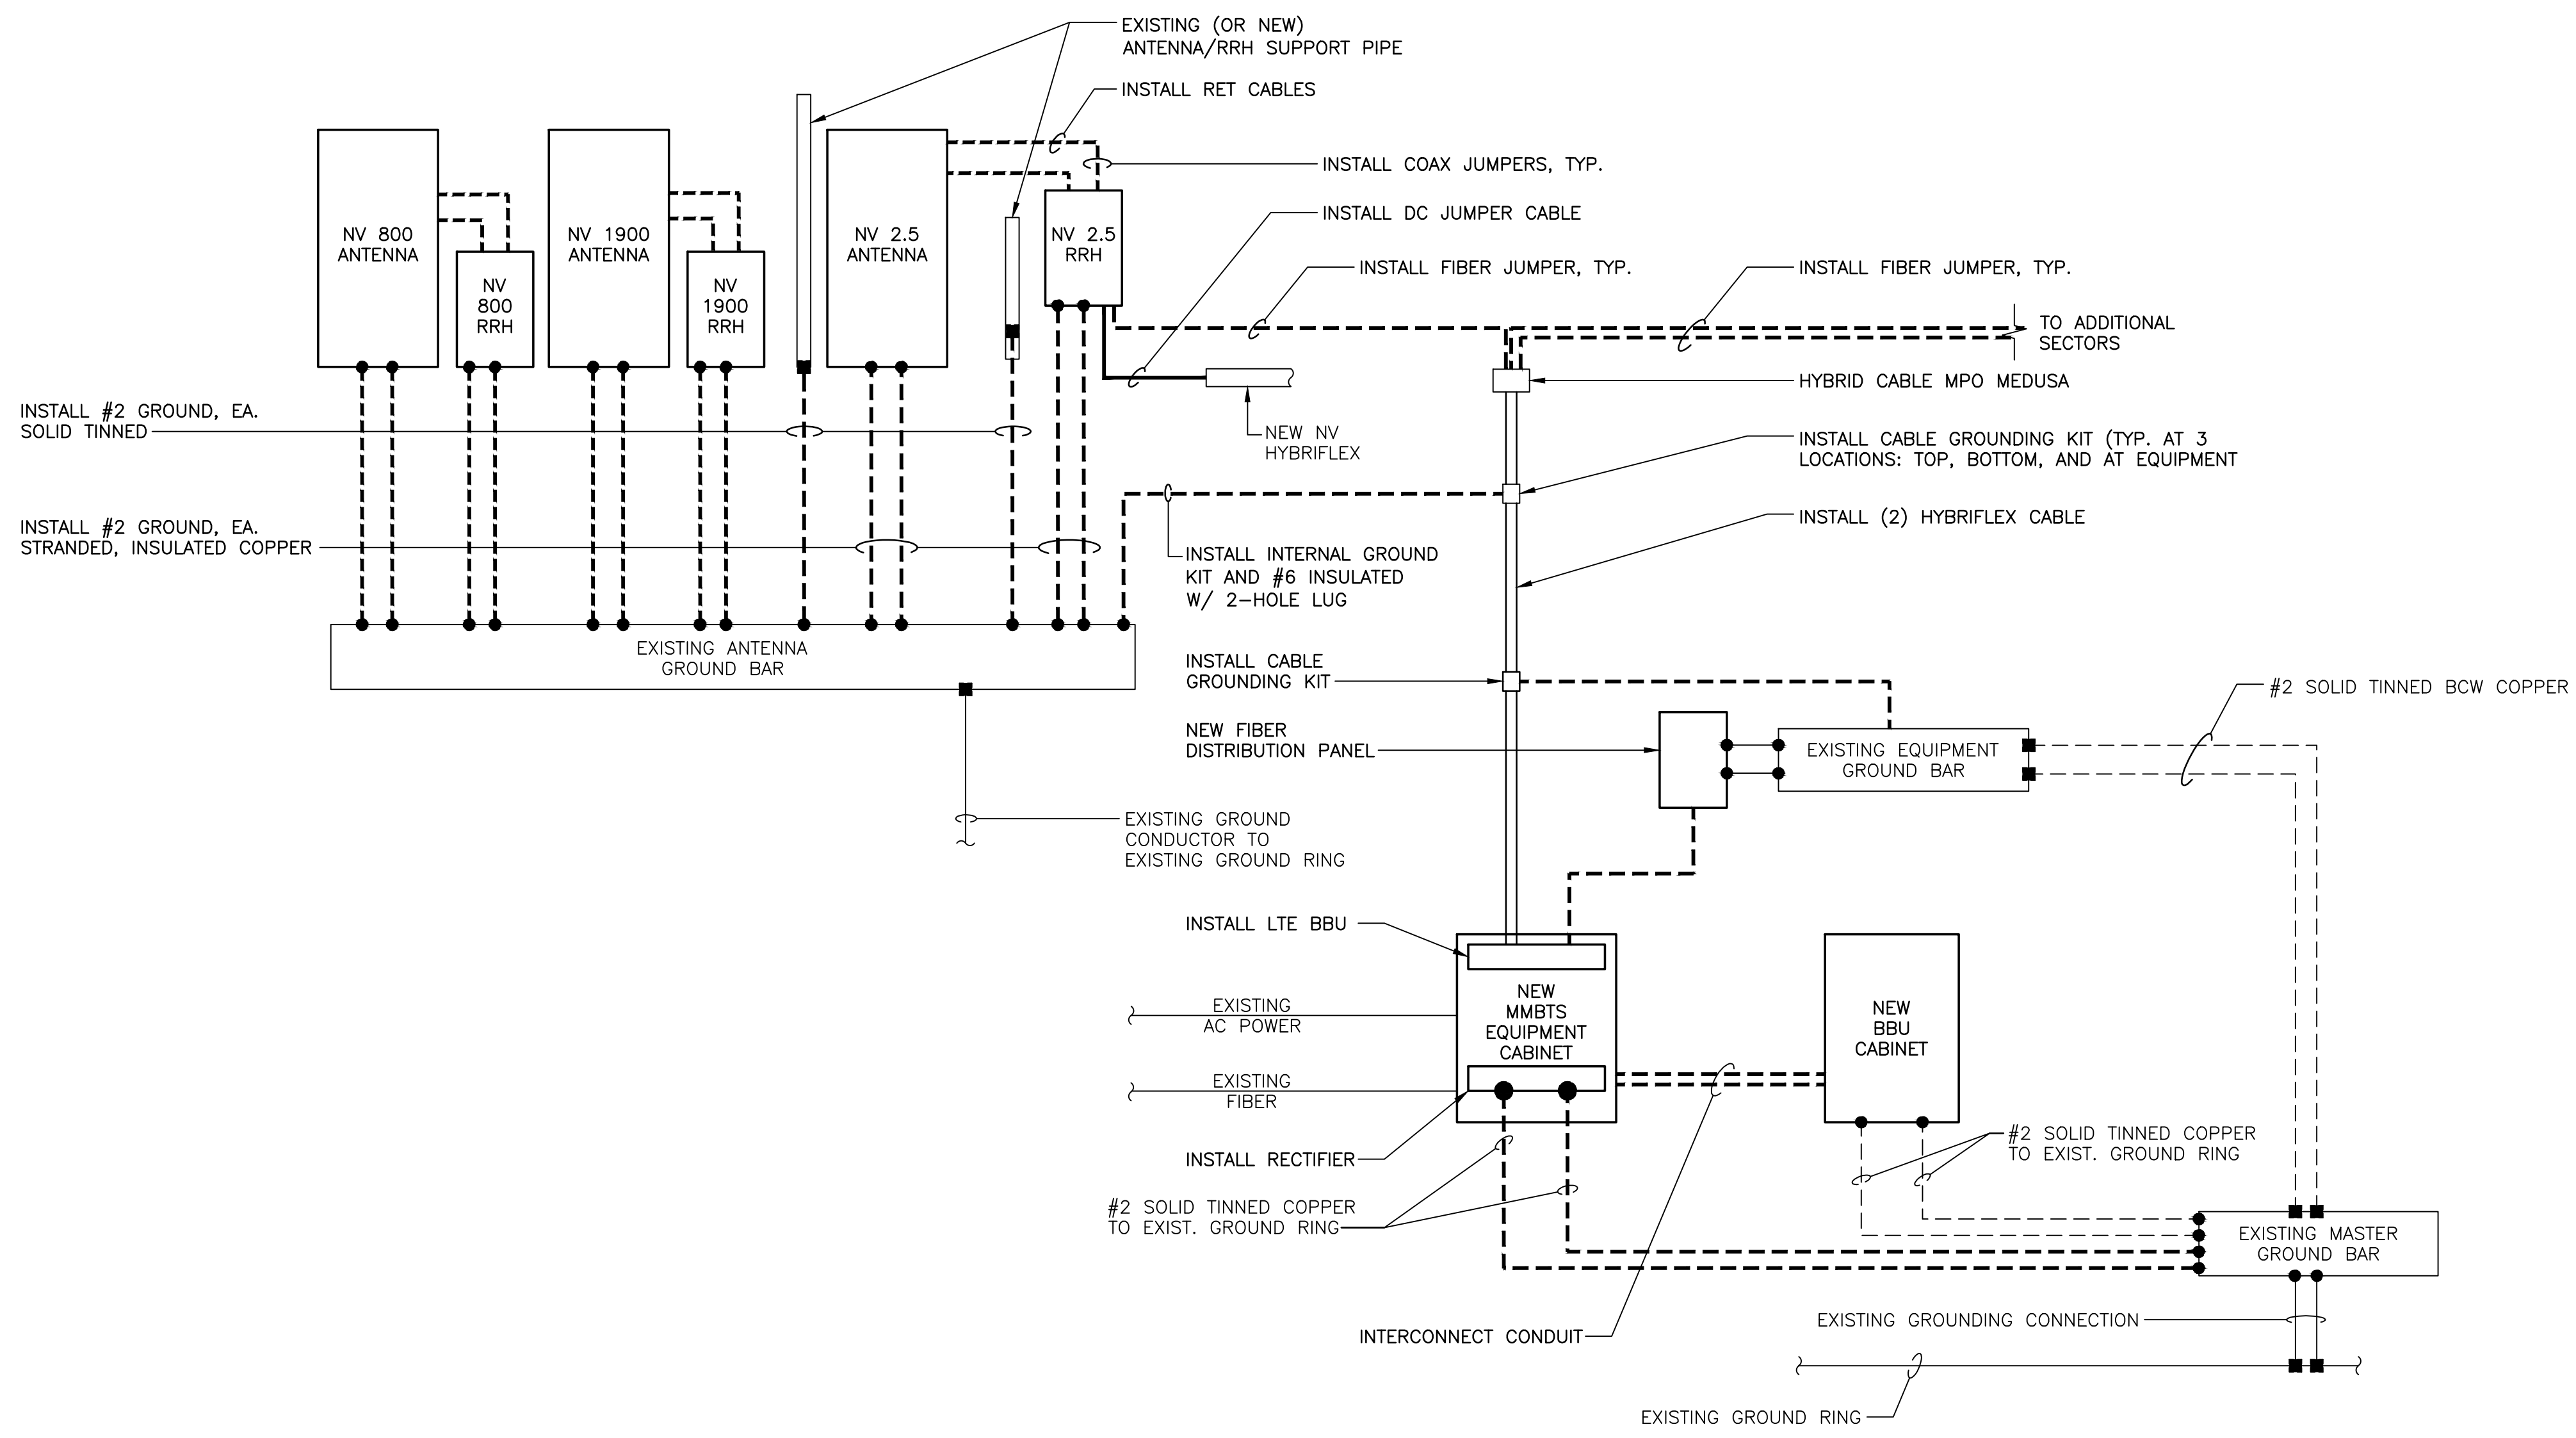 EXISTING (OR NEW)
ANTENNA/RRH SUPPORT PIPE
INSTALL RET CABLES
INSTALL COAX JUMPERS, TYP.
INSTALL DC JUMPER CABLE
INSTALL FIBER JUMPER, TYP.
INSTALL FIBER JUMPER, TYP.
NV 800
ANTENNA
NV
800
RRH
NV 1900
ANTENNA
NV
1900
RRH
NV 2.5
ANTENNA
NV 2.5
RRH
TO ADDITIONAL
SECTORS
HYBRID CABLE MPO MEDUSA
INSTALL #2 GROUND, EA.
SOLID TINNED
NEW NV
HYBRIFLEX
INSTALL CABLE GROUNDING KIT (TYP. AT 3
LOCATIONS: TOP, BOTTOM, AND AT EQUIPMENT
INSTALL (2) HYBRIFLEX CABLE
INSTALL #2 GROUND, EA.
STRANDED, INSULATED COPPER
INSTALL INTERNAL GROUND
KIT AND #6 INSULATED
W/ 2-HOLE LUG
EXISTING ANTENNA
GROUND BAR
INSTALL CABLE
GROUNDING KIT
#2 SOLID TINNED BCW COPPER
NEW FIBER
DISTRIBUTION PANEL
EXISTING EQUIPMENT
GROUND BAR
EXISTING GROUND
CONDUCTOR TO
EXISTING GROUND RING
INSTALL LTE BBU
EXISTING
AC POWER
NEW
MMBTS
EQUIPMENT
CABINET
NEW
BBU
CABINET
EXISTING
FIBER
INSTALL RECTIFIER
#2 SOLID TINNED COPPER
TO EXIST. GROUND RING
#2 SOLID TINNED COPPER
TO EXIST. GROUND RING
EXISTING MASTER
GROUND BAR
INTERCONNECT CONDUIT
EXISTING GROUNDING CONNECTION
EXISTING GROUND RING